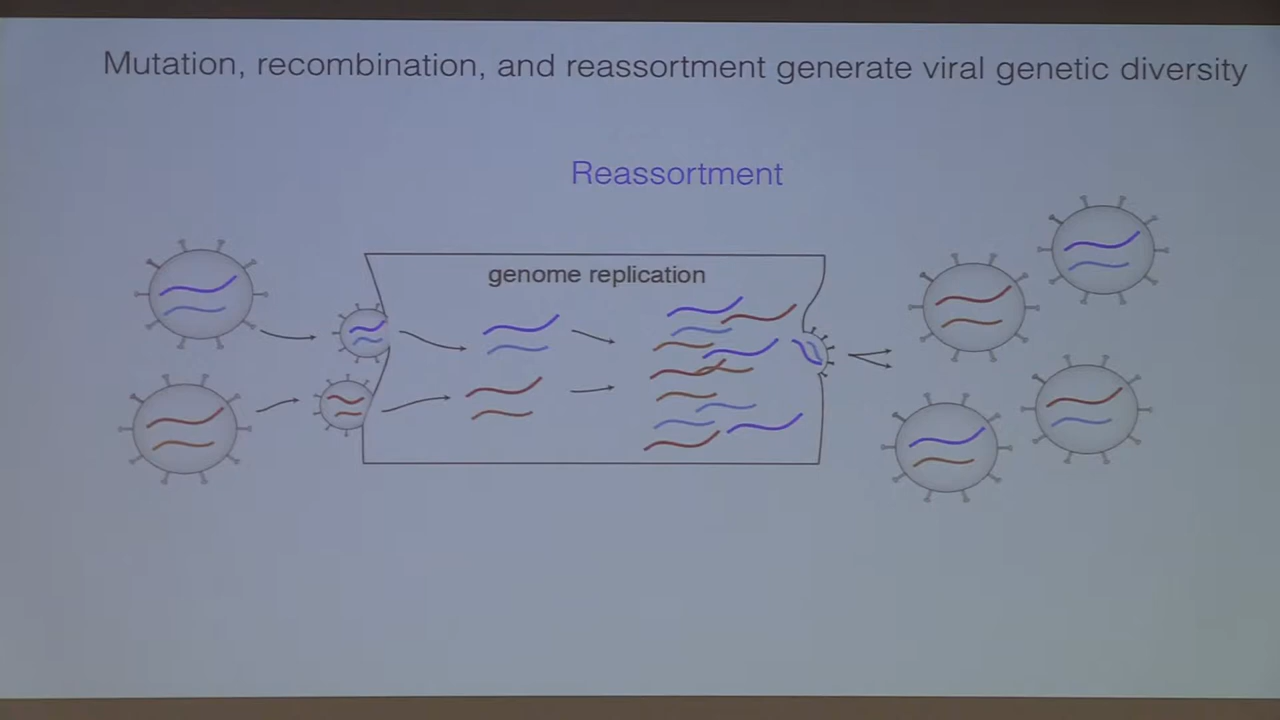 Mutation, recombination, and reassortment generate viral genetic diversity
Reassortment
genome replication